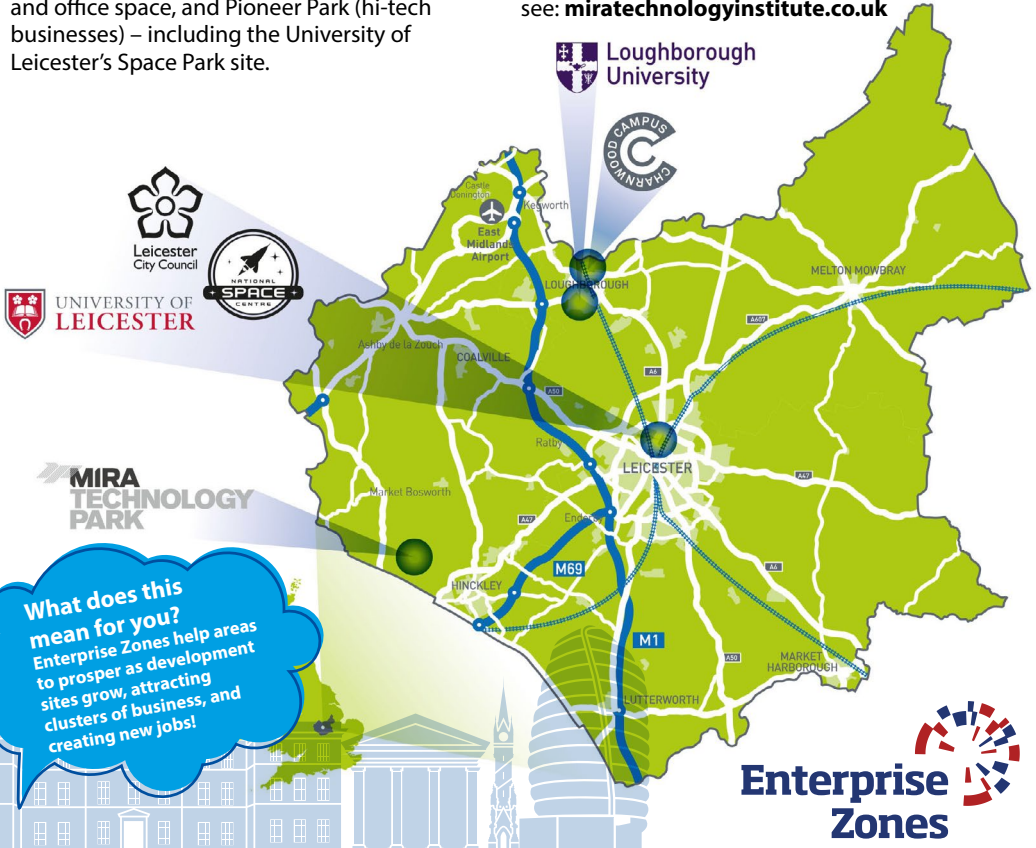 and office space, and Pioneer Park (hi-tech
businesses) – including the University of
Leicester's Space Park site.
see: miratechnologyinstitute.co.uk
Loughborough
University
CHARNWOOD CAMPUS
C
Leicester
City Council
NATIONAL
SPACE
CENTRE
UNIVERSITY OF
LEICESTER
Castle
Donington
Kegworth
East
Midlands
Airport
LOUGHBOROUGH
MELTON MOWBRAY
A607
Ashby de la Zouch
COALVILLE
A6
A50
Ratby
LEICESTER
A47
MIRA
TECHNOLOGY
PARK
Market Bosworth
A47
M69
A6
HINCKLEY
M1
A50
MARKET
HARBOROUGH
LUTTERWORTH
What does this
mean for you?
Enterprise Zones help areas
to prosper as development
sites grow, attracting
clusters of business, and
creating new jobs!
Enterprise
Zones